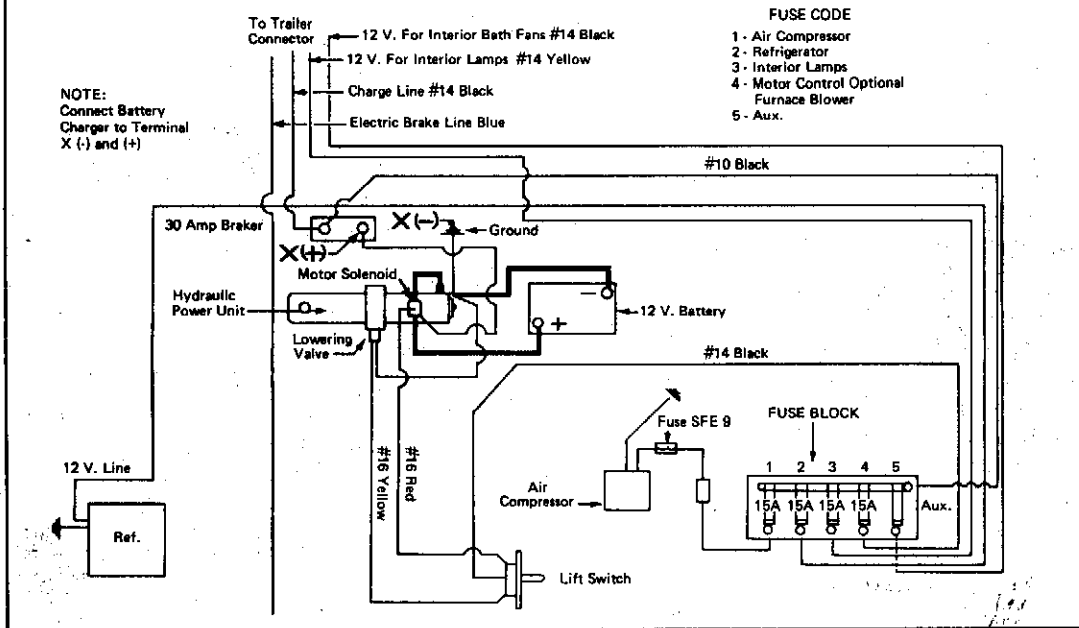 To Trailer
Connector
12 V. For Interior Bath Fans #14 Black
12 V. For Interior Lamps #14 Yellow
Charge Line #14 Black
Electric Brake Line Blue
NOTE:
Connect Battery
Charger to Terminal
X (-) and (+)
FUSE CODE
1 - Air Compressor
2 - Refrigerator
3 - Interior Lamps
4 - Motor Control Optional
Furnace Blower
5 - Aux.
#10 Black
30 Amp Braker
X(-)
Ground
X(+)
Motor Solenoid
Hydraulic
Power Unit
Lowering
Valve
-
+
12 V. Battery
#14 Black
#16 Yellow
#16 Red
12 V. Line
Ref.
Fuse SFE 9
Air
Compressor
FUSE BLOCK
1 2 3 4 5
15A 15A 15A 15A
Aux.
Lift Switch